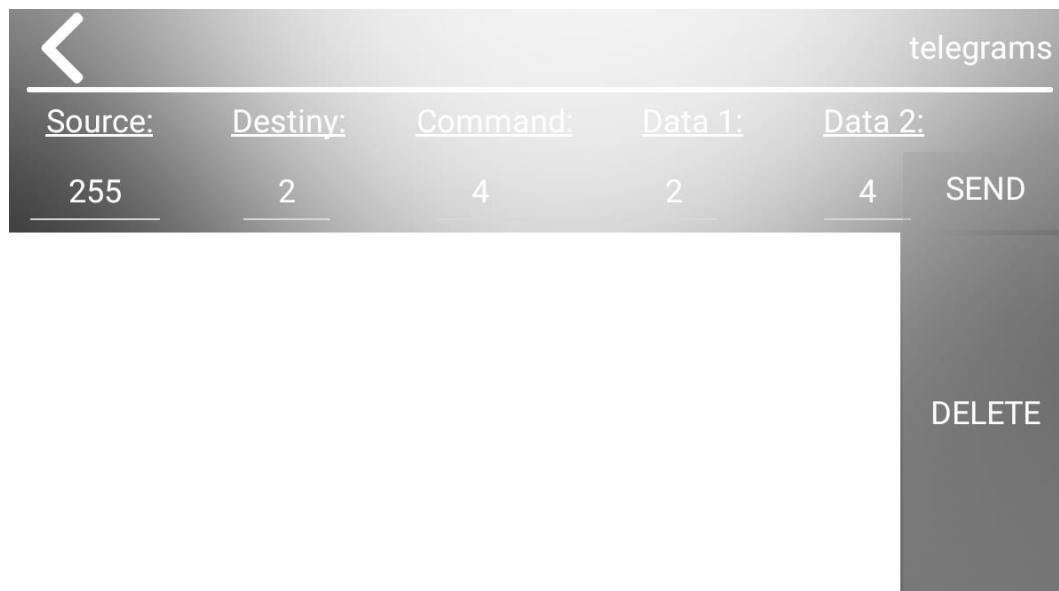 telegrams
Source: Destiny: Command: Data 1: Data 2:
255 2 4 2 4 SEND
DELETE